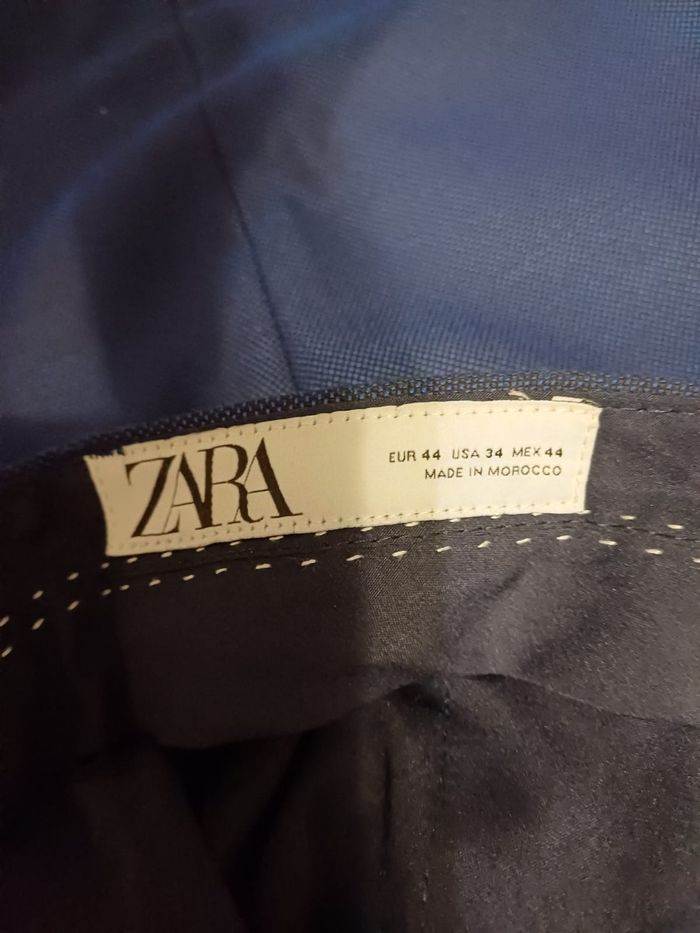 ZARA
EUR 44 USA 34 MEX 44
MADE IN MOROCCO